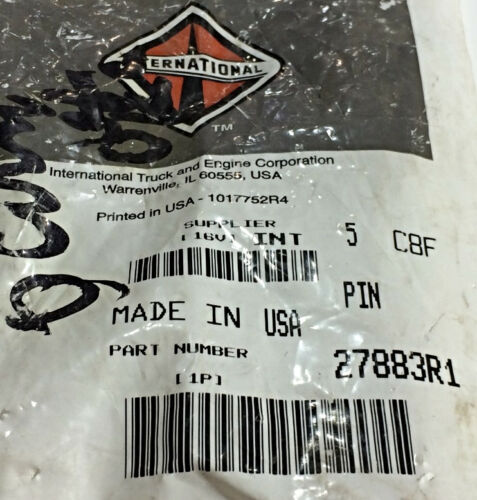 INTERNATIONAL
TM
International Truck and Engine Corporation
Warrenville, IL 60555, USA
Printed in USA - 1017752R4
SUPPLIER
[16V] INT 5 C8F
PIN
MADE IN USA
PART NUMBER 27883R1
[1P]